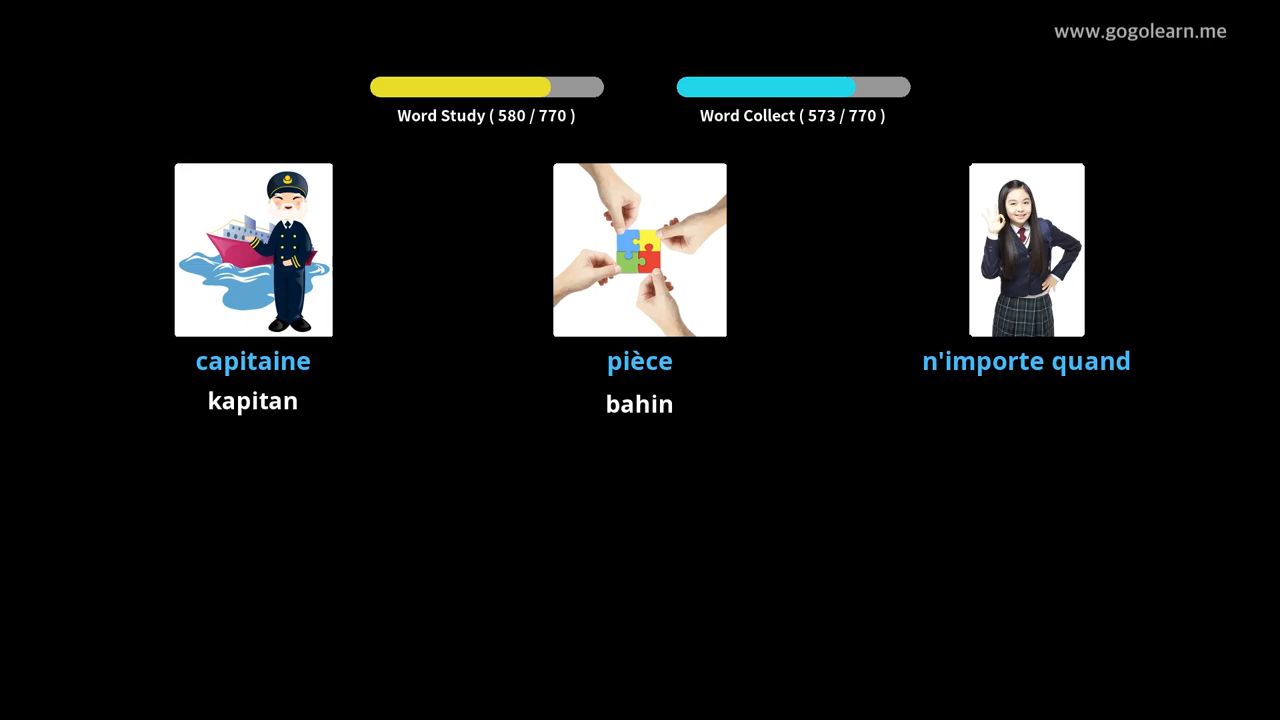 www.gogolearn.me
Word Study ( 580 / 770 )
Word Collect ( 573 / 770 )
capitaine
kapitan
pièce
bahin
n'importe quand